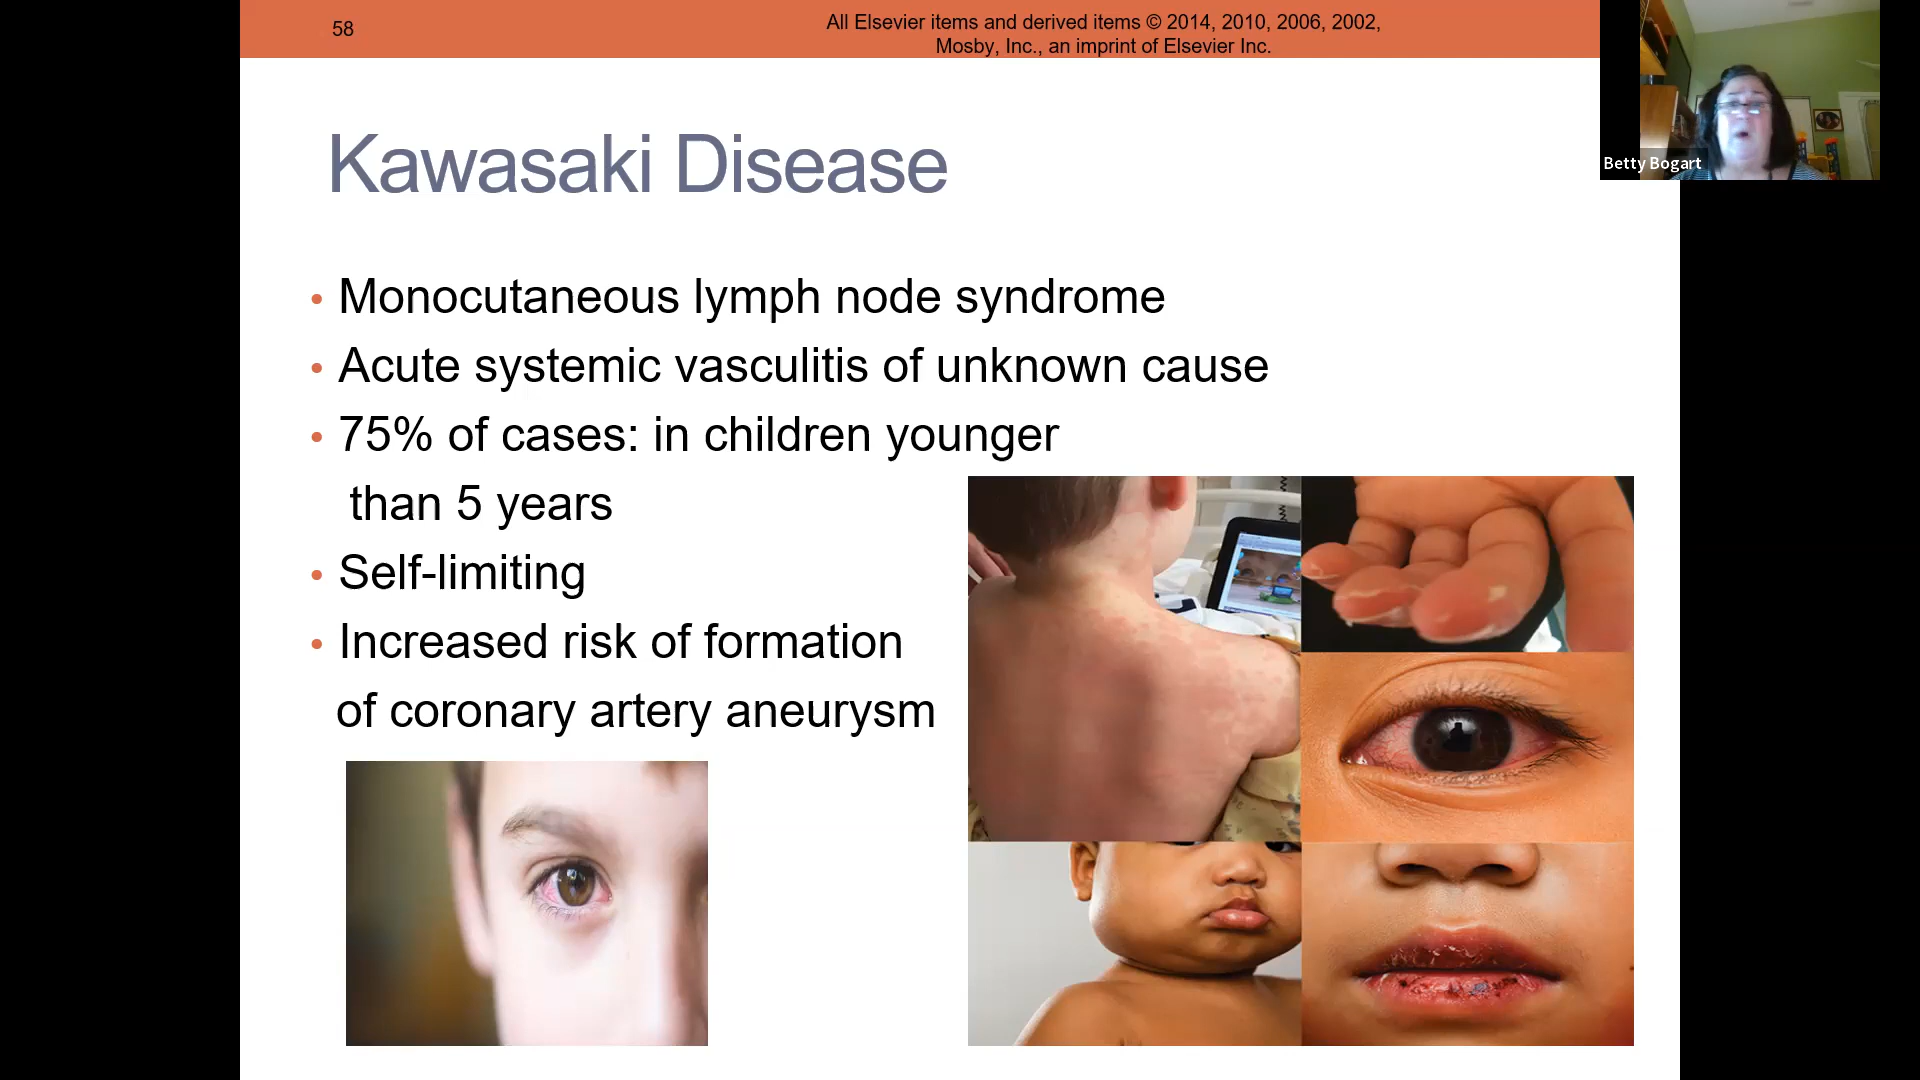 58
All Elsevier items and derived items © 2014, 2010, 2006, 2002,
Mosby, Inc., an imprint of Elsevier Inc.
Betty Bogart
Kawasaki Disease
• Monocutaneous lymph node syndrome
• Acute systemic vasculitis of unknown cause
• 75% of cases: in children younger
than 5 years
• Self-limiting
• Increased risk of formation
of coronary artery aneurysm